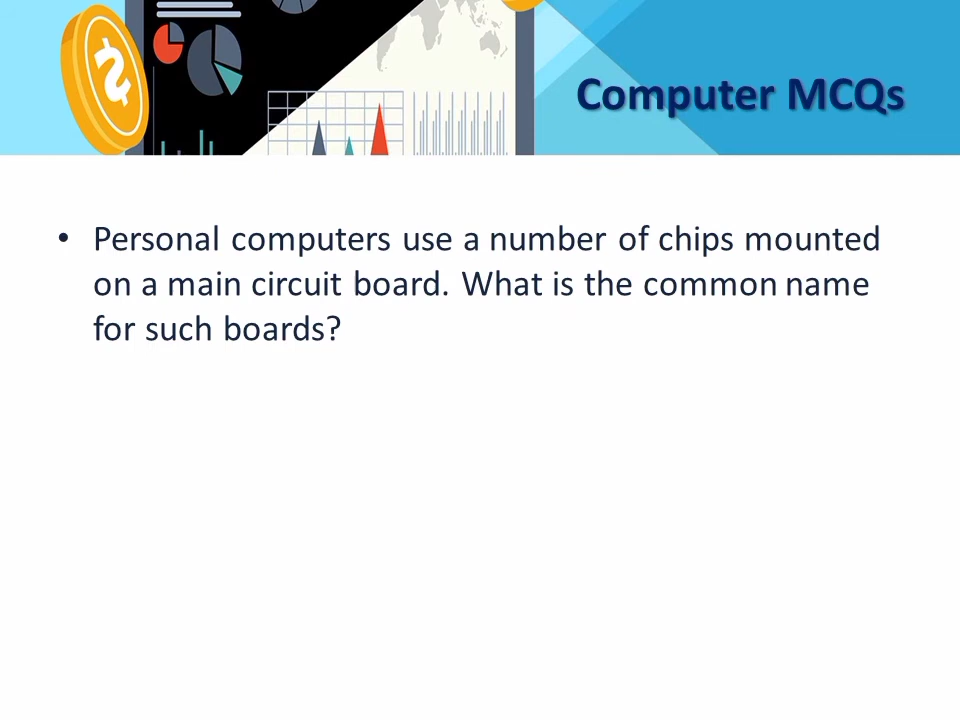 Computer MCQs
• Personal computers use a number of chips mounted
on a main circuit board. What is the common name
for such boards?